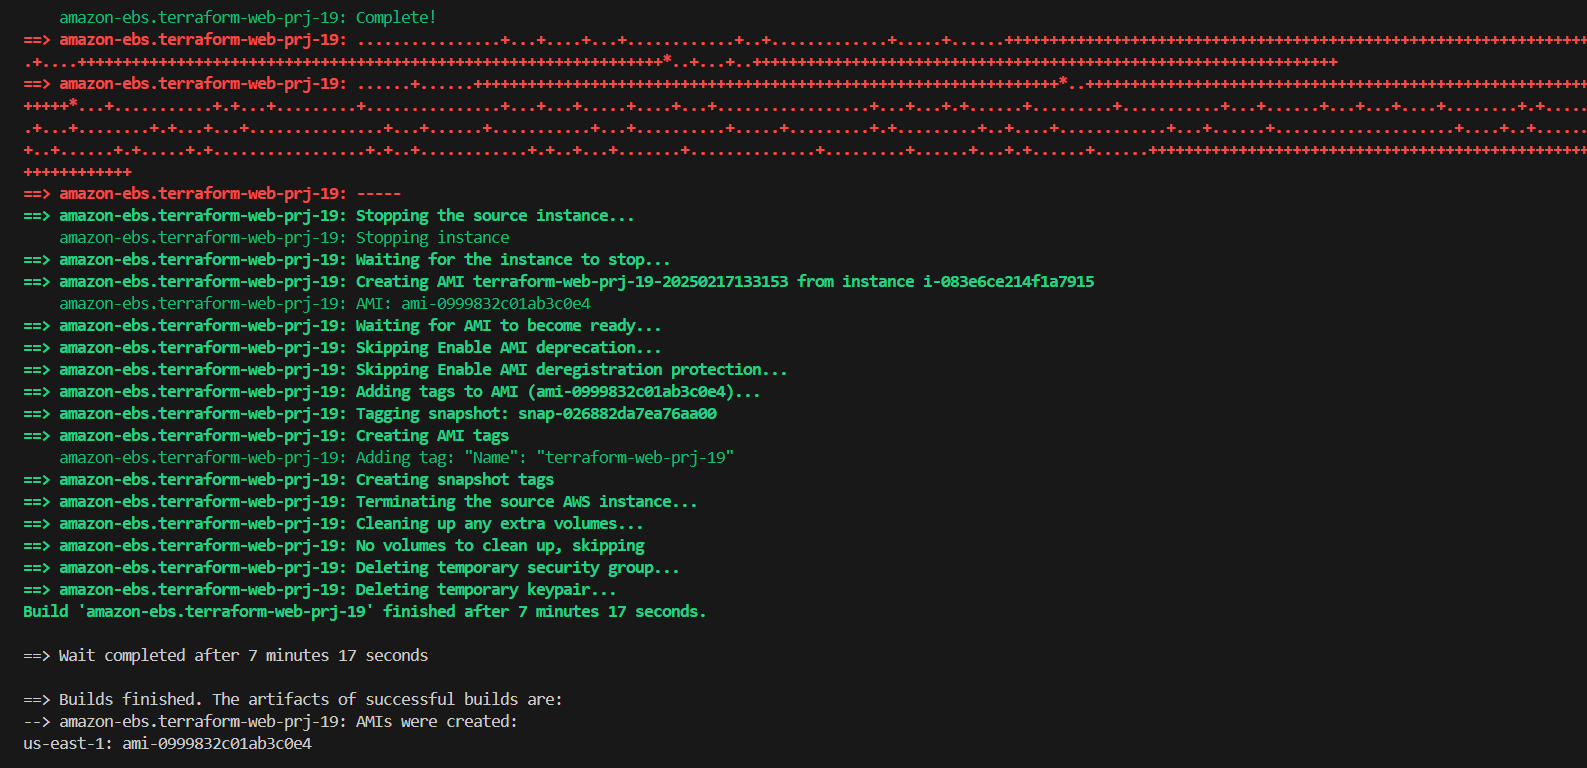 amazon-ebs.terraform-web-prj-19: Complete!
==> amazon-ebs.terraform-web-prj-19: ................+...+....+...+............+..+.............+.....+......+++++++++++++++++++++++++++++++++++++++++++++++++++++++++++++++++
.+....+++++++++++++++++++++++++++++++++++++++++++++++++++++++++++++++++*..+...+..+++++++++++++++++++++++++++++++++++++++++++++++++++++++++++++++++
==> amazon-ebs.terraform-web-prj-19: ......+......+++++++++++++++++++++++++++++++++++++++++++++++++++++++++++++++++*..++++++++++++++++++++++++++++++++++++++++++++++++++++++++
+++++*...+...........+.+...+.........+...............+...+...+.....+....+...+.................+...+...+.+......+.........+...........+...+......+...+....+....+........+.+.....
.+...+........+.+...+...+...............+...+......+...........+...+..........+.....+.........+.+.........+..+....+............+...+......+....................+....+..+......
+..+......+.+.....+.+.................+.+..+............+.+..+...+.......+..............+.........+......+...+.+......+......+++++++++++++++++++++++++++++++++++++++++++++++++
++++++++++++
==> amazon-ebs.terraform-web-prj-19: -----
==> amazon-ebs.terraform-web-prj-19: Stopping the source instance...
amazon-ebs.terraform-web-prj-19: Stopping instance
==> amazon-ebs.terraform-web-prj-19: Waiting for the instance to stop...
==> amazon-ebs.terraform-web-prj-19: Creating AMI terraform-web-prj-19-20250217133153 from instance i-083e6ce214f1a7915
amazon-ebs.terraform-web-prj-19: AMI: ami-0999832c01ab3c0e4
==> amazon-ebs.terraform-web-prj-19: Waiting for AMI to become ready...
==> amazon-ebs.terraform-web-prj-19: Skipping Enable AMI deprecation...
==> amazon-ebs.terraform-web-prj-19: Skipping Enable AMI deregistration protection...
==> amazon-ebs.terraform-web-prj-19: Adding tags to AMI (ami-0999832c01ab3c0e4)...
==> amazon-ebs.terraform-web-prj-19: Tagging snapshot: snap-026882da7ea76aa00
==> amazon-ebs.terraform-web-prj-19: Creating AMI tags
amazon-ebs.terraform-web-prj-19: Adding tag: "Name": "terraform-web-prj-19"
==> amazon-ebs.terraform-web-prj-19: Creating snapshot tags
==> amazon-ebs.terraform-web-prj-19: Terminating the source AWS instance...
==> amazon-ebs.terraform-web-prj-19: Cleaning up any extra volumes...
==> amazon-ebs.terraform-web-prj-19: No volumes to clean up, skipping
==> amazon-ebs.terraform-web-prj-19: Deleting temporary security group...
==> amazon-ebs.terraform-web-prj-19: Deleting temporary keypair...
Build 'amazon-ebs.terraform-web-prj-19' finished after 7 minutes 17 seconds.
==> Wait completed after 7 minutes 17 seconds
==> Builds finished. The artifacts of successful builds are:
--> amazon-ebs.terraform-web-prj-19: AMIs were created:
us-east-1: ami-0999832c01ab3c0e4